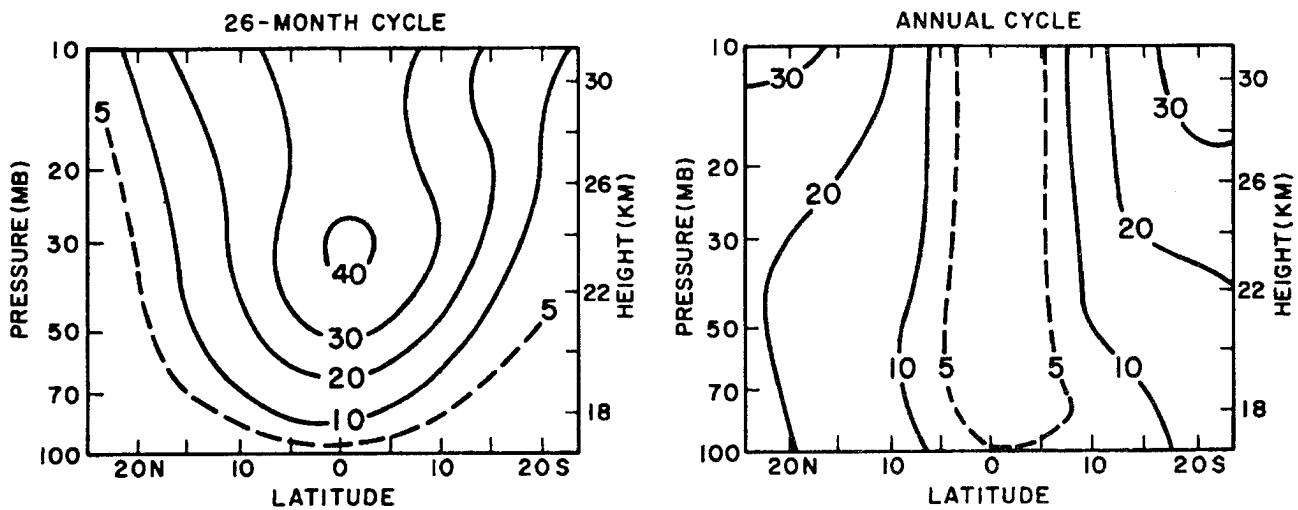 26-MONTH CYCLE
10
20
30
50
70
100
PRESSURE (MB)
5
40
30
20
10
5
30
26
22
18
HEIGHT (KM)
20N 10 0 10 20S
LATITUDE
ANNUAL CYCLE
10
20
30
50
70
100
PRESSURE (MB)
30
20
10 5 5 10
30
20
30
26
22
18
HEIGHT (KM)
20N 10 0 10 20S
LATITUDE